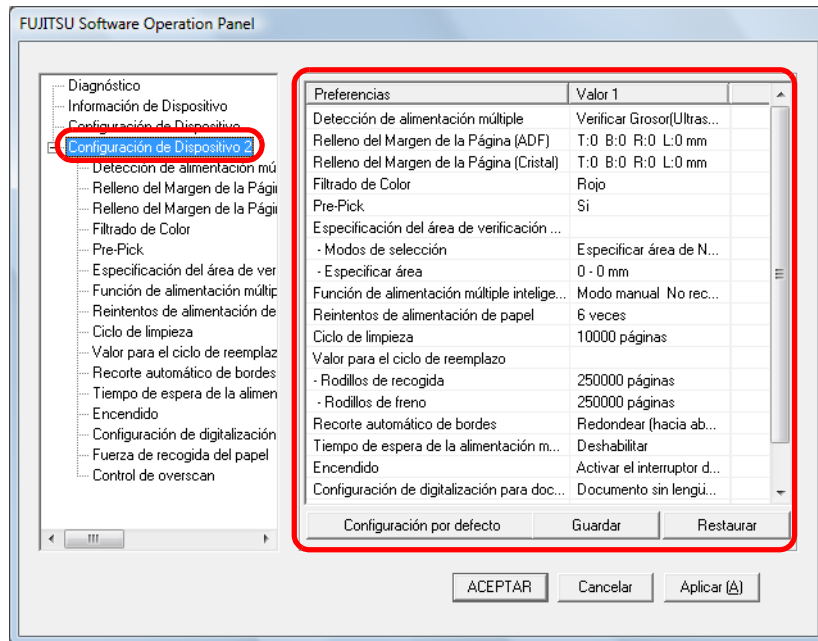 FUJITSU Software Operation Panel
Diagnóstico
Información de Dispositivo
Configuración de Dispositivo
Configuración de Dispositivo 2
Detección de alimentación mú
Relleno del Margen de la Pági
Relleno del Margen de la Pági
Filtrado de Color
Pre-Pick
Especificación del área de ver
Función de alimentación múltip
Reintentos de alimentación de
Ciclo de limpieza
Valor para el ciclo de reemplaz
Recorte automático de bordes
Tiempo de espera de la alimen
Encendido
Configuración de digitalización
Fuerza de recogida del papel
Control de overscan
Preferencias Valor 1
Detección de alimentación múltiple Verificar Grosor(Ultras...
Relleno del Margen de la Página (ADF) T:0 B:0 R:0 L:0 mm
Relleno del Margen de la Página (Cristal) T:0 B:0 R:0 L:0 mm
Filtrado de Color Rojo
Pre-Pick Si
Especificación del área de verificación ...
- Modos de selección Especificar área de N...
- Especificar área 0 - 0 mm
Función de alimentación múltiple intelige... Modo manual No rec...
Reintentos de alimentación de papel 6 veces
Ciclo de limpieza 10000 páginas
Valor para el ciclo de reemplazo
- Rodillos de recogida 250000 páginas
- Rodillos de freno 250000 páginas
Recorte automático de bordes Redondear (hacia ab...
Tiempo de espera de la alimentación m... Deshabilitar
Encendido Activar el interruptor d...
Configuración de digitalización para doc... Documento sin lengü...
Configuración por defecto Guardar Restaurar
ACEPTAR Cancelar Aplicar (A)